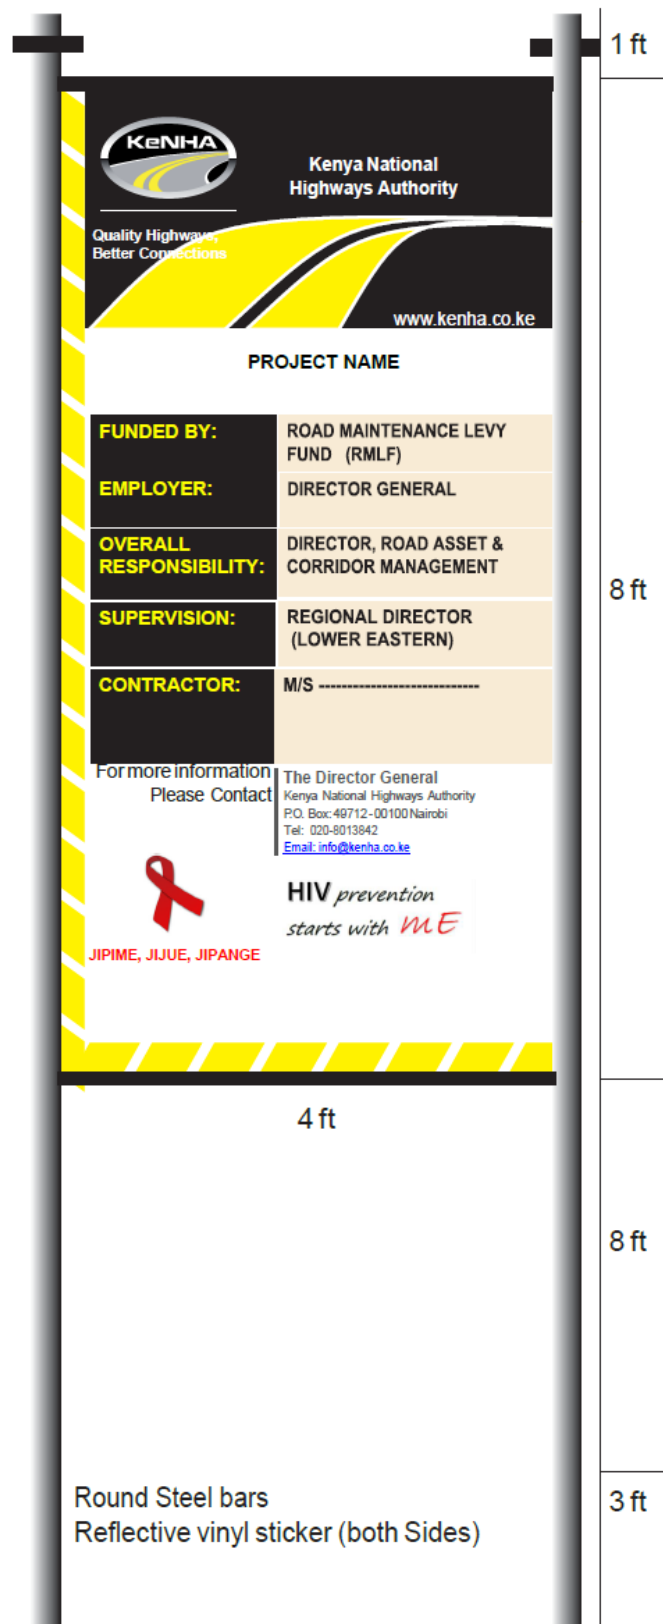 1 ft
KeNHA
Kenya National
Highways Authority
Quality Highways,
Better Connections
www.kenha.co.ke
PROJECT NAME
FUNDED BY: ROAD MAINTENANCE LEVY
FUND (RMLF)
EMPLOYER: DIRECTOR GENERAL
OVERALL DIRECTOR, ROAD ASSET &
RESPONSIBILITY: CORRIDOR MANAGEMENT
8 ft
SUPERVISION: REGIONAL DIRECTOR
(LOWER EASTERN)
CONTRACTOR: M/S ----------------------------
For more information
Please Contact
The Director General
Kenya National Highways Authority
P.O. Box: 49712 - 00100 Nairobi
Tel: 020-8013842
Email: info@kenha.co.ke
HIV prevention
starts with ME
JIPIME, JIJUE, JIPANGE
4 ft
8 ft
Round Steel bars
3 ft
Reflective vinyl sticker (both Sides)